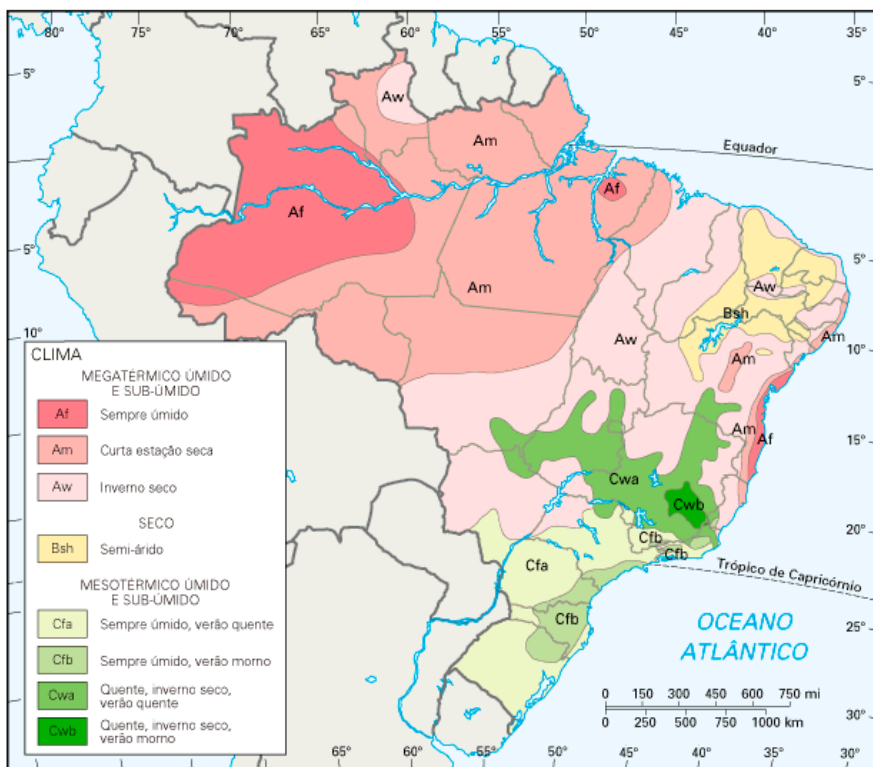 80° 75° 70° 65° 60° 55° 50° 45° 40° 35°
5° 5°
Aw
Am
Equador
Af
Af
5° 5°
Am
Aw
Bsh
Aw
10° Am 10°
Am
CLIMA
MEGATÉRMICO ÚMIDO
E SUB-ÚMIDO
Af Sempre úmido
Am Curta estação seca
Aw Inverno seco
SECO
Bsh Semi-árido
MESOTÉRMICO ÚMIDO
E SUB-ÚMIDO
Cfa Sempre úmido, verão quente
Cfb Sempre úmido, verão morno
Cwa Quente, inverno seco,
verão quente
Cwb Quente, inverno seco,
verão morno
Am Af 15°
Cwa
Cwb
20°
Cfb
Cfb
Trópico de Capricórnio
Cfa
Cfb
OCEANO
ATLÂNTICO
25°
0 150 300 450 600 750 mi
0 250 500 750 1000 km
30°
65° 60° 55° 50° 45° 40° 35° 30°